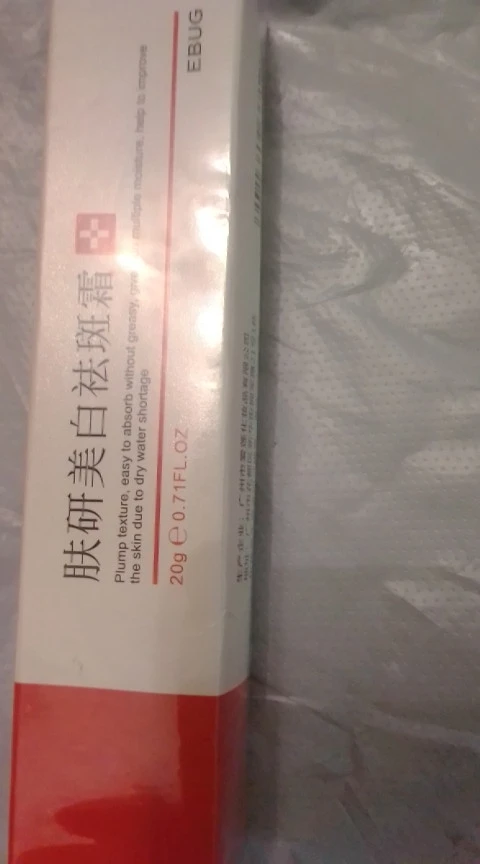 肤研美白祛斑霜
Plump texture, easy to absorb without greasy, give multiple moisture, help to improve
the skin due to dry water shortage
20g ℮ 0.71FL.OZ
EBUG